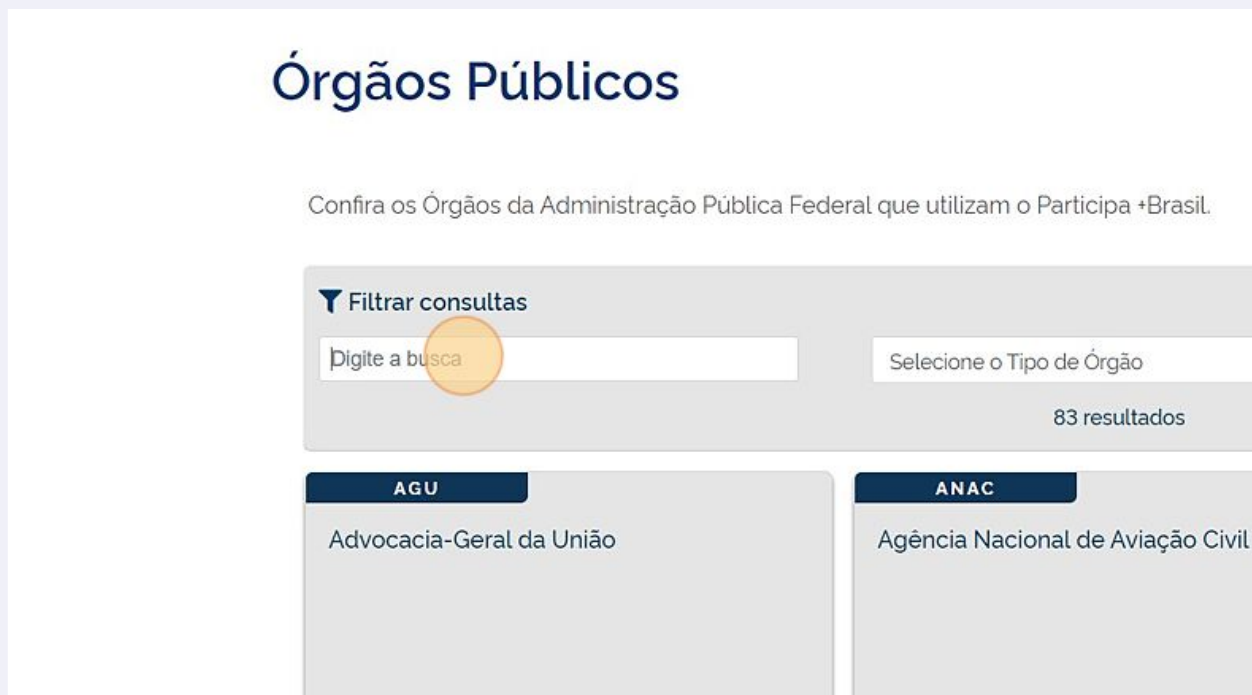 Órgãos Públicos
Confira os Órgãos da Administração Pública Federal que utilizam o Participa +Brasil.
Filtrar consultas
Digite a busca
Selecione o Tipo de Órgão
83 resultados
AGU
ANAC
Advocacia-Geral da União
Agência Nacional de Aviação Civil